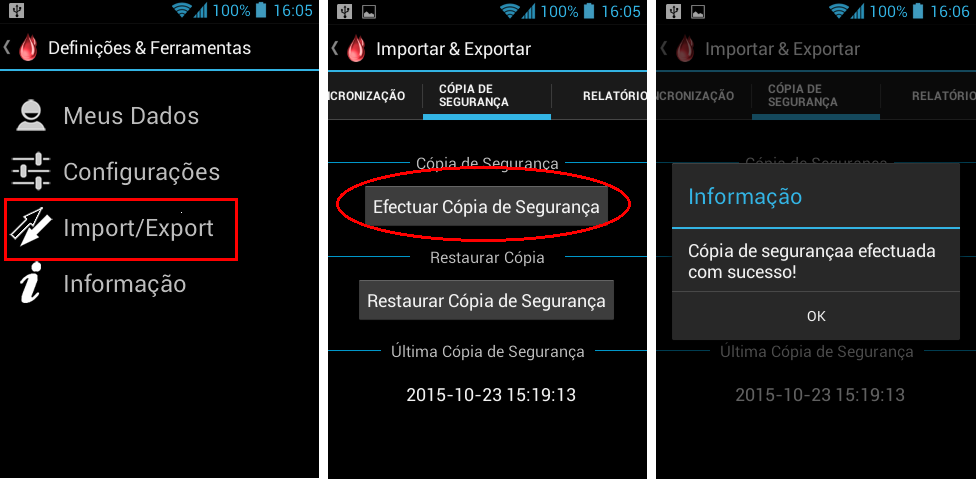 100% 16:05
Definições & Ferramentas
Meus Dados
Configurações
Import/Export
Informação
100% 16:05
Importar & Exportar
NCRONIZAÇÃO
CÓPIA DE
SEGURANÇA
RELATÓRIO
Cópia de Segurança
Efectuar Cópia de Segurança
Restaurar Cópia
Restaurar Cópia de Segurança
Última Cópia de Segurança
2015-10-23 15:19:13
100% 16:06
Importar & Exportar
NCRONIZAÇÃO
CÓPIA DE
SEGURANÇA
RELATÓRIO
Cópia de Segurança
Informação
Cópia de segurançaa efectuada
com sucesso!
OK
Última Cópia de Segurança
2015-10-23 15:19:13